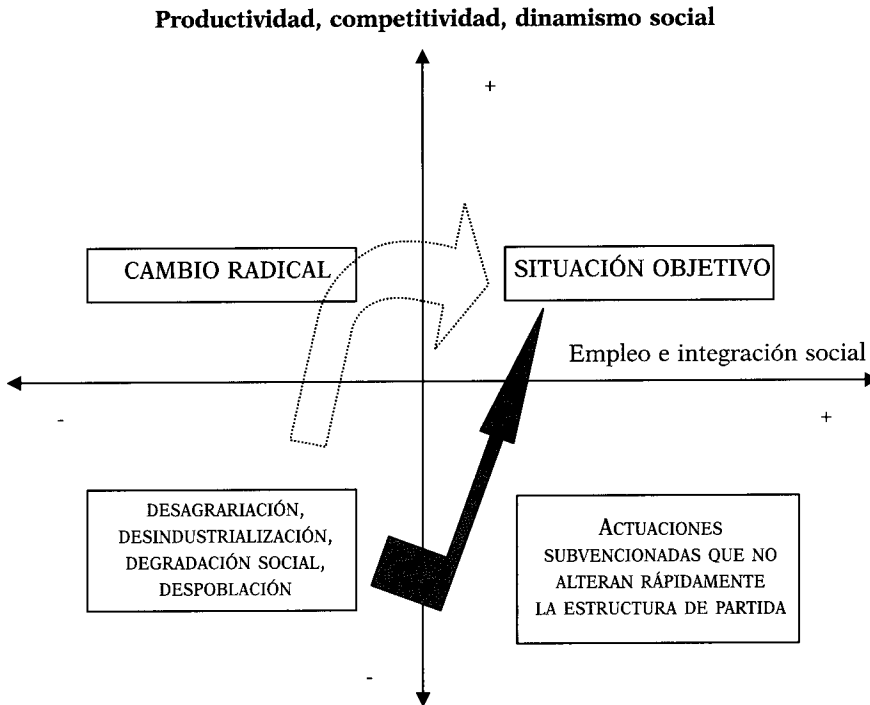 Productividad, competitividad, dinamismo social
+
CAMBIO RADICAL
SITUACIÓN OBJETIVO
Empleo e integración social
-
+
DESAGRARIACIÓN,
DESINDUSTRIALIZACIÓN,
DEGRADACIÓN SOCIAL,
DESPOBLACIÓN
ACTUACIONES
SUBVENCIONADAS QUE NO
ALTERAN RÁPIDAMENTE
LA ESTRUCTURA DE PARTIDA
-